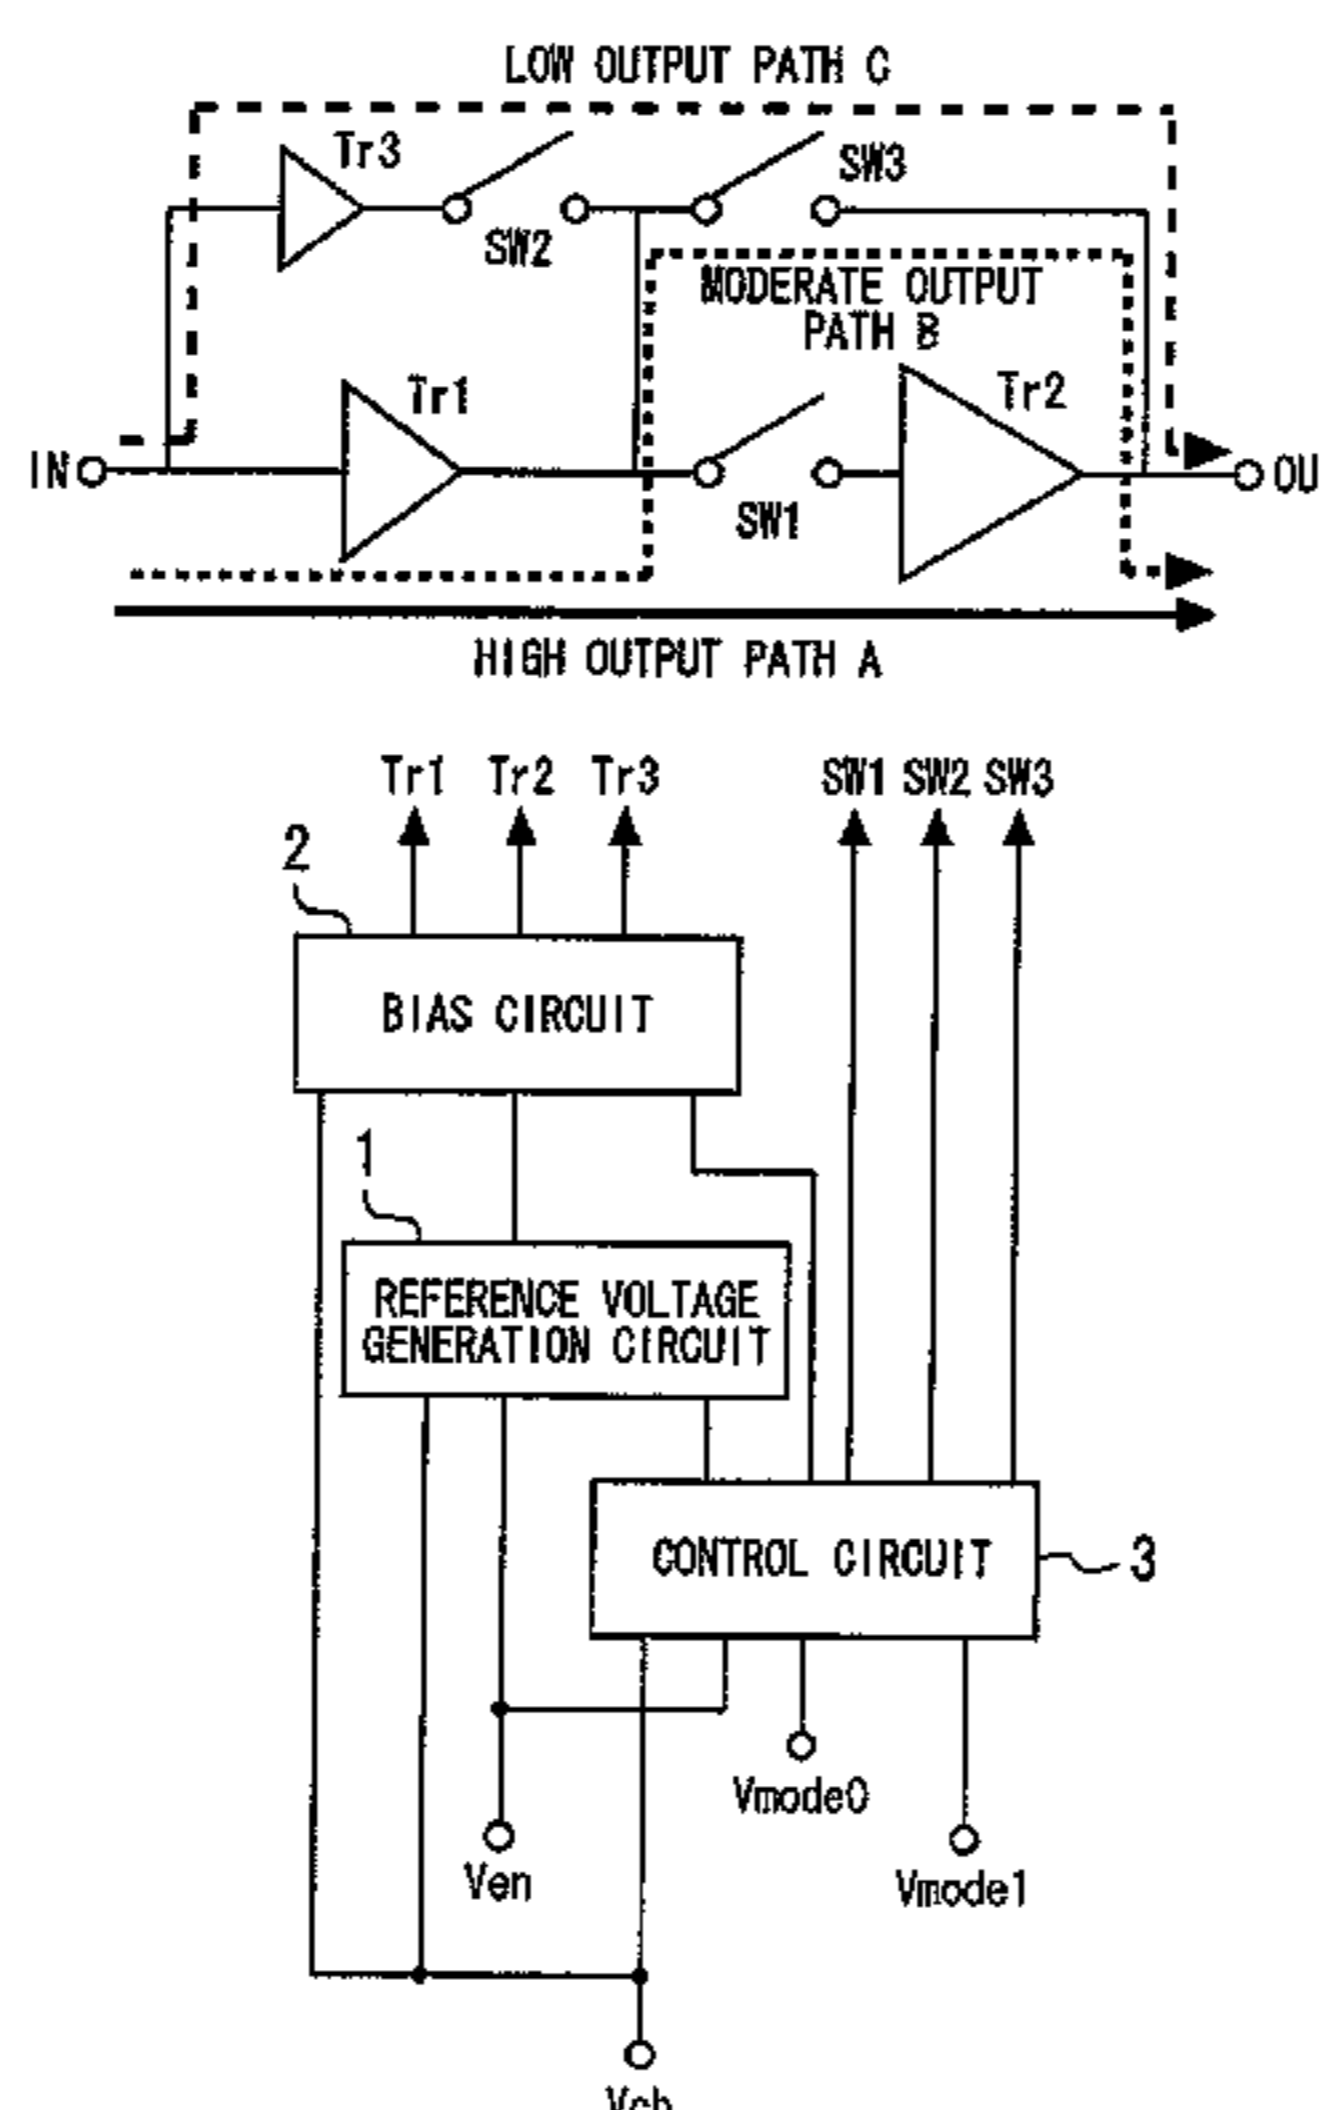 LOW OUTPUT PATH C
Tr3
SW3
SW2
MODERATE OUTPUT
PATH B
Tr1
Tr2
IN
OU
SW1
HIGH OUTPUT PATH A
Tr1 Tr2 Tr3 SW1 SW2 SW3
2
BIAS CIRCUIT
1
REFERENCE VOLTAGE
GENERATION CIRCUIT
CONTROL CIRCUIT
3
Vmode0
Ven
Vmode1